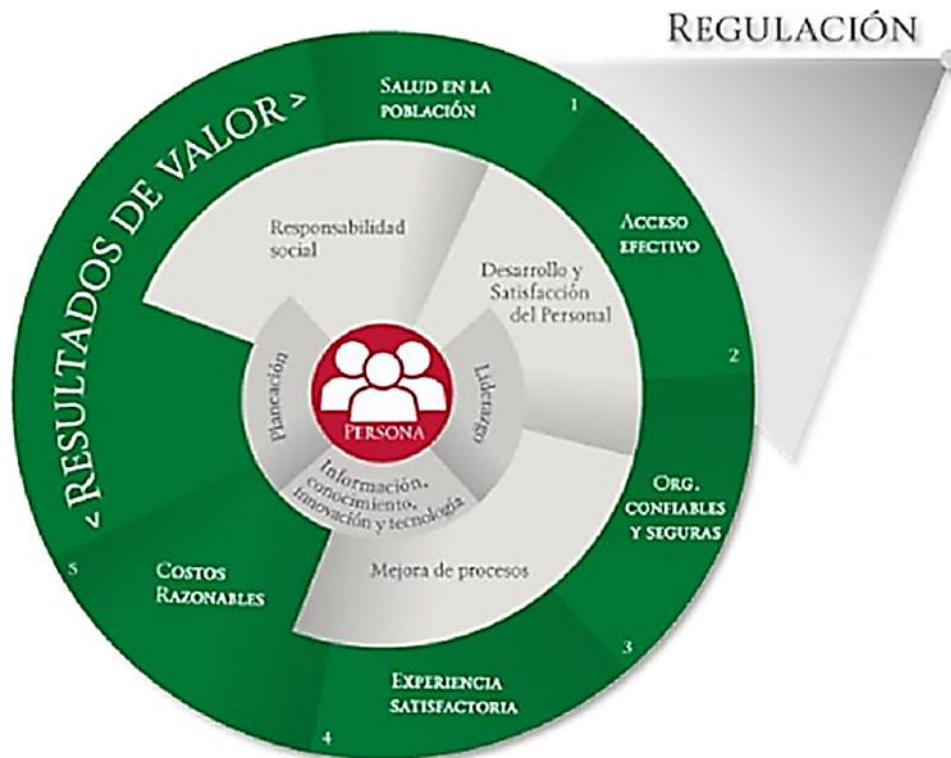 REGULACIÓN
< RESULTADOS DE VALOR >
SALUD EN LA
POBLACIÓN
1
ACCESO
EFECTIVO
2
ORG.
CONFIABLES
Y SEGURAS
3
EXPERIENCIA
SATISFACTORIA
4
COSTOS
RAZONABLES
5
Responsabilidad
social
Desarrollo y
Satisfacción
del Personal
Mejora de procesos
Planeación
Liderazgo
Información,
conocimiento,
innovación y tecnología
PERSONA